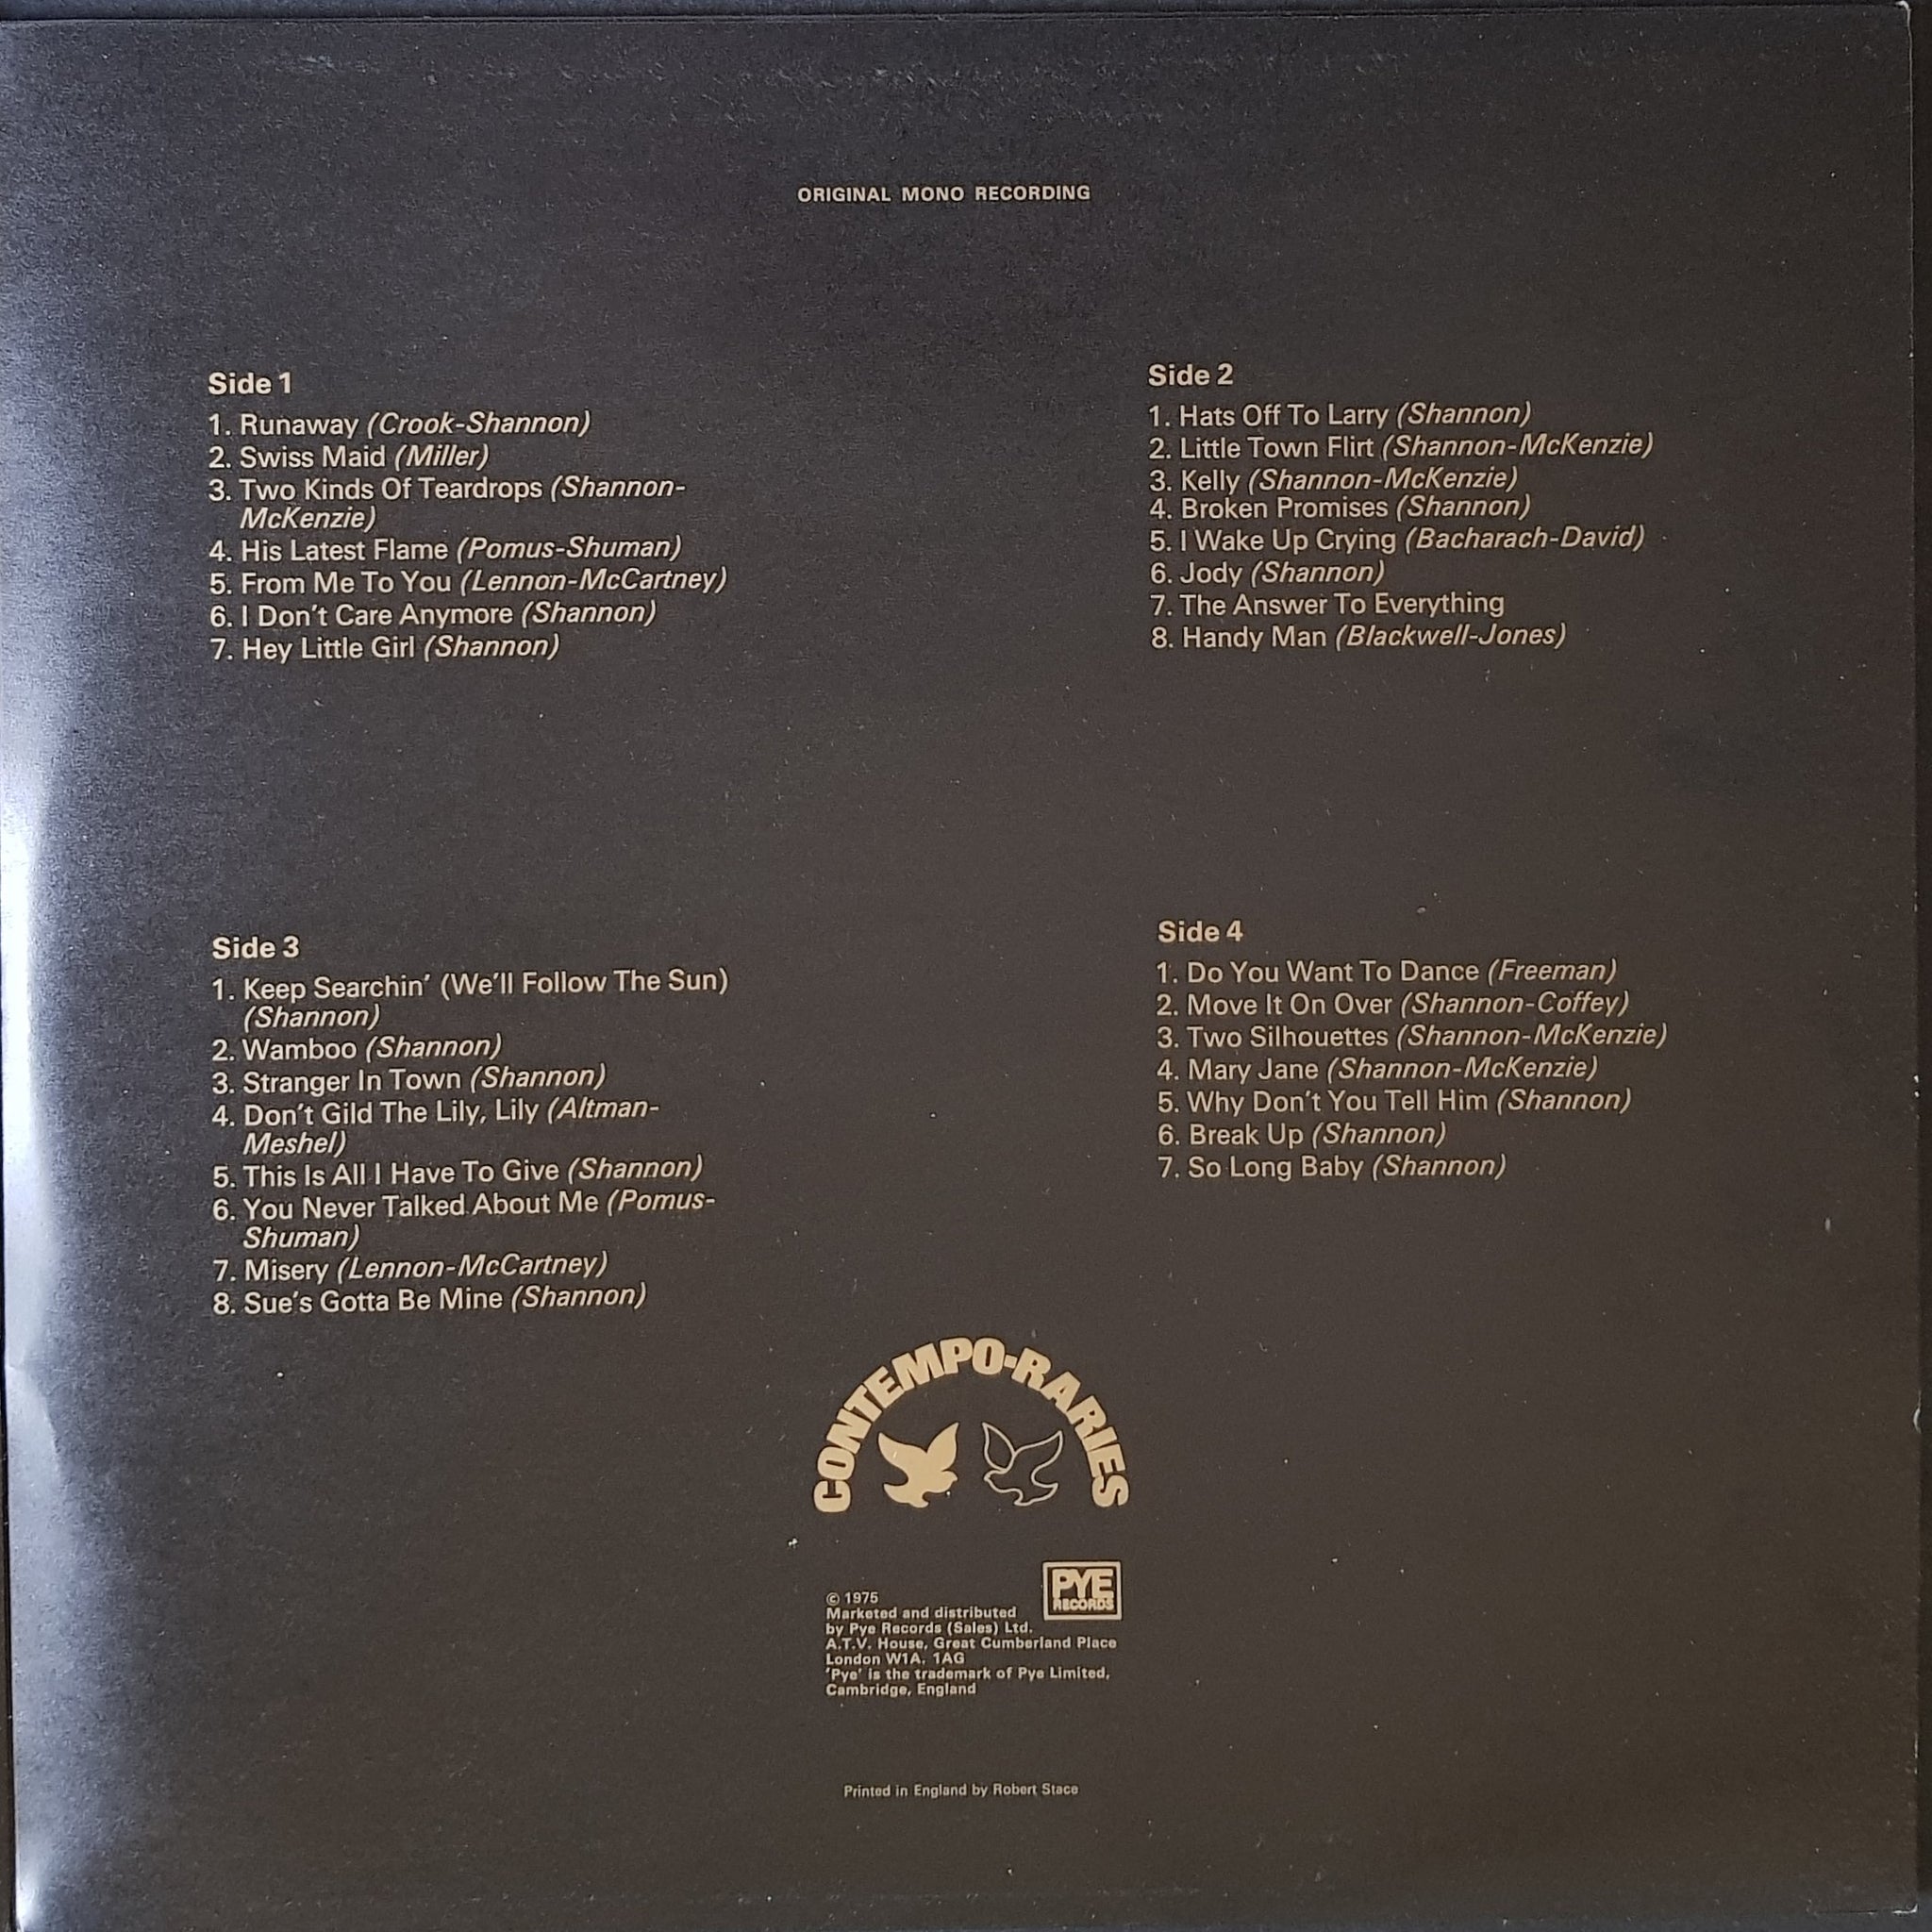 ORIGINAL MONO RECORDING
Side 1
1. Runaway (Crook-Shannon)
2. Swiss Maid (Miller)
3. Two Kinds Of Teardrops (Shannon-
McKenzie)
4. His Latest Flame (Pomus-Shuman)
5. From Me To You (Lennon-McCartney)
6. I Don't Care Anymore (Shannon)
7. Hey Little Girl (Shannon)
Side 2
1. Hats Off To Larry (Shannon)
2. Little Town Flirt (Shannon-McKenzie)
3. Kelly (Shannon-McKenzie)
4. Broken Promises (Shannon)
5. I Wake Up Crying (Bacharach-David)
6. Jody (Shannon)
7. The Answer To Everything
8. Handy Man (Blackwell-Jones)
Side 3
1. Keep Searchin' (We'll Follow The Sun)
(Shannon)
2. Wamboo (Shannon)
3. Stranger In Town (Shannon)
4. Don't Gild The Lily, Lily (Altman-
Meshel)
5. This Is All I Have To Give (Shannon)
6. You Never Talked About Me (Pomus-
Shuman)
7. Misery (Lennon-McCartney)
8. Sue's Gotta Be Mine (Shannon)
Side 4
1. Do You Want To Dance (Freeman)
2. Move It On Over (Shannon-Coffey)
3. Two Silhouettes (Shannon-McKenzie)
4. Mary Jane (Shannon-McKenzie)
5. Why Don't You Tell Him (Shannon)
6. Break Up (Shannon)
7. So Long Baby (Shannon)
CONTEMPO-RARIES
PYE
RECORDS
© 1975
Marketed and distributed
by Pye Records (Sales) Ltd.
A.T.V. House, Great Cumberland Place
London W1A, 1AG
'Pye' is the trademark of Pye Limited,
Cambridge, England
Printed in England by Robert Stace